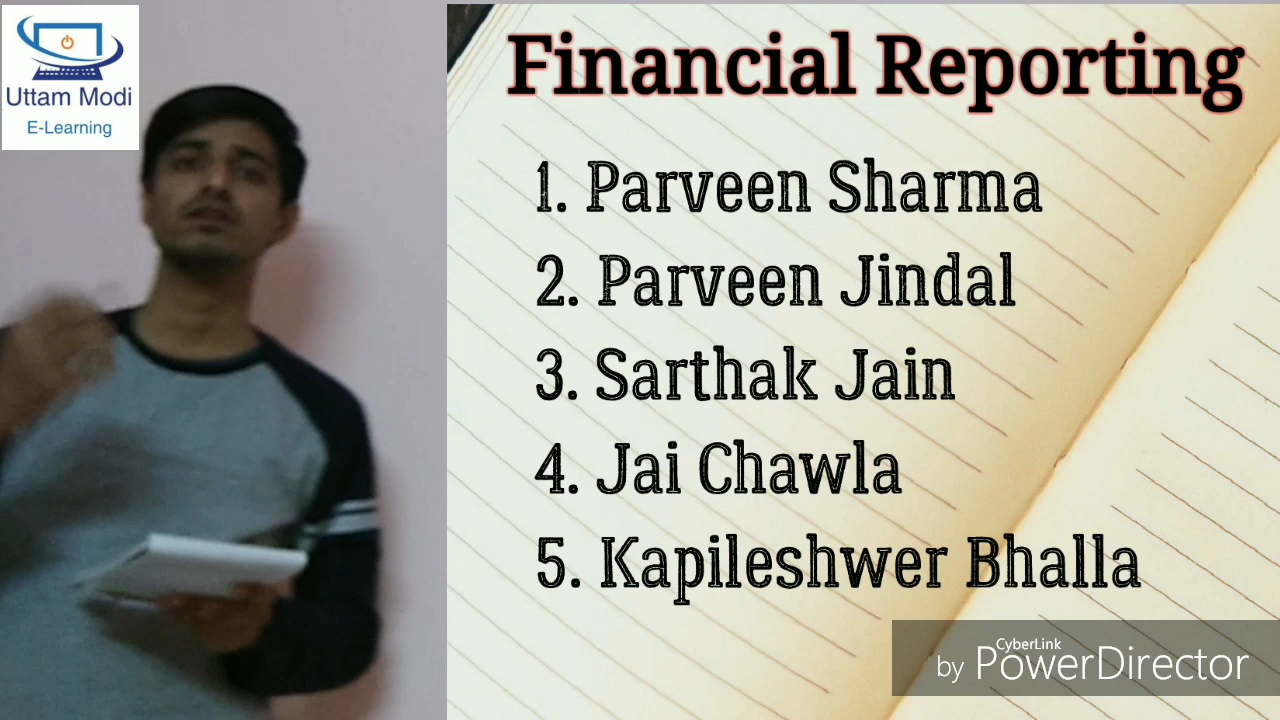 Uttam Modi
E-Learning
Financial Reporting
1. Parveen Sharma
2. Parveen Jindal
3. Sarthak Jain
4. Jai Chawla
5. Kapileshwer Bhalla
CyberLink
by PowerDirector